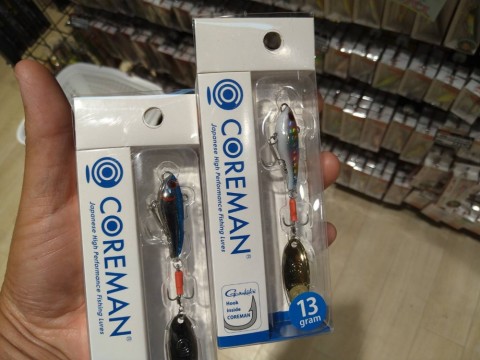 COREMAN®
Japanese High Performance Fishing Lures
COREMAN®
Japanese High Performance Fishing Lures
Gamakatsu
Hook
Inside
COREMAN
13
gram